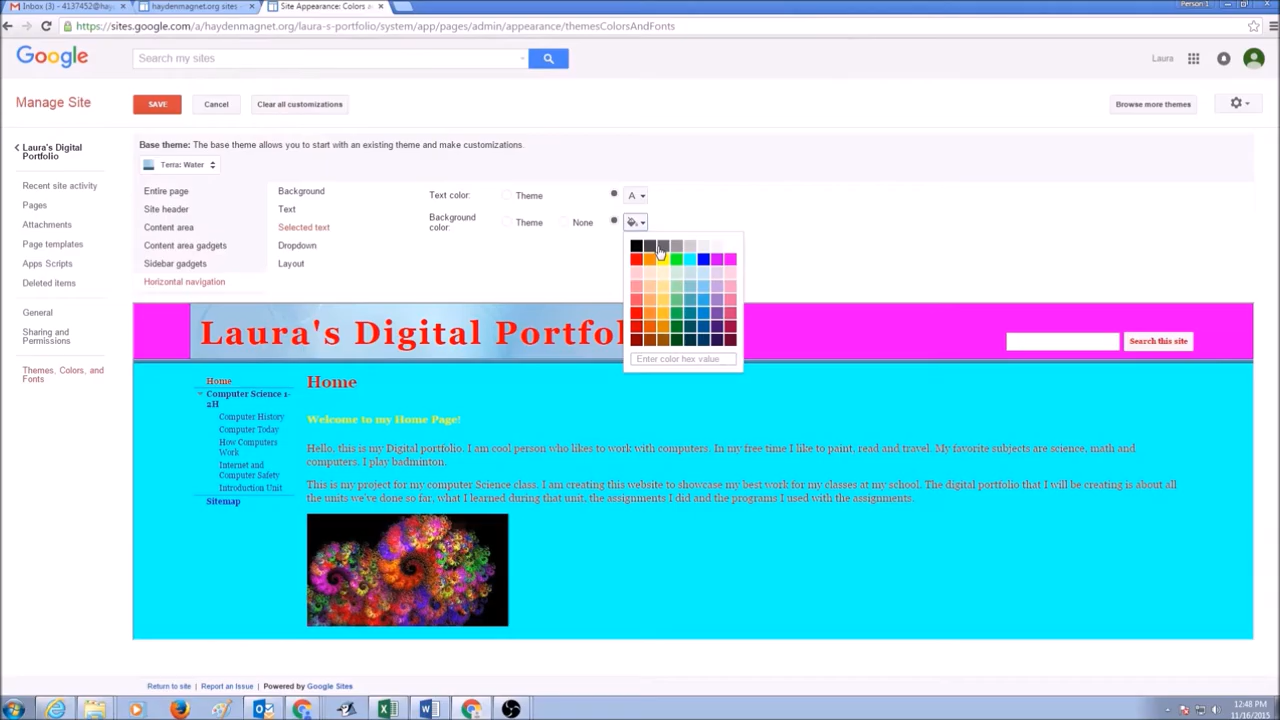 Inbox (6) - 4137452@hay
haydenmagnet.org sites -
Site Appearance: Colors a
Person 1
https://sites.google.com/a/haydenmagnet.org/laura-s-portfolio/system/app/pages/admin/appearance/themesColorsAndFonts
Google
Search my sites
Laura
Manage Site
SAVE
Cancel
Clear all customizations
Browse more themes
Laura's Digital
Portfolio
Recent site activity
Pages
Attachments
Page templates
Apps Scripts
Deleted items
General
Sharing and
Permissions
Themes, Colors, and
Fonts
Base theme: The base theme allows you to start with an existing theme and make customizations.
Terra: Water
Entire page
Site header
Content area
Content area gadgets
Sidebar gadgets
Horizontal navigation
Background
Text
Selected text
Dropdown
Layout
Text color:
Theme
A
Background
color:
Theme
None
Enter color hex value
Laura's Digital Portfol
Search this site
Home
Computer Science 1-
2H
Computer History
Computer Today
How Computers
Work
Internet and
Computer Safety
Introduction Unit
Sitemap
Home
Welcome to my Home Page!
Hello, this is my Digital portfolio. I am cool person who likes to work with computers. In my free time I like to paint, read and travel. My favorite subjects are science, math and
computers. I play badminton.
This is my project for my computer Science class. I am creating this website to showcase my best work for my classes at my school. The digital portfolio that I will be creating is about all
the units we've done so far, what I learned during that unit, the assignments I did and the programs I used with the assignments.
Return to site | Report an Issue | Powered by Google Sites
12:48 PM
11/16/2015